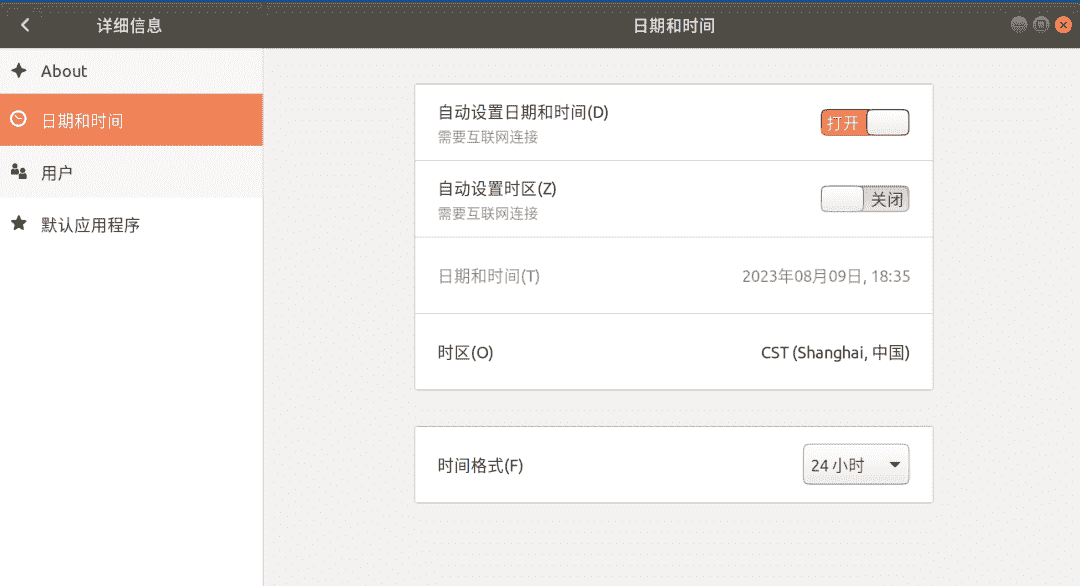 详细信息
日期和时间
About
日期和时间
用户
默认应用程序
自动设置日期和时间(D)
需要互联网连接
打开
自动设置时区(Z)
需要互联网连接
关闭
日期和时间(T)
2023年08月09日, 18:35
时区(O)
CST (Shanghai, 中国)
时间格式(F)
24 小时